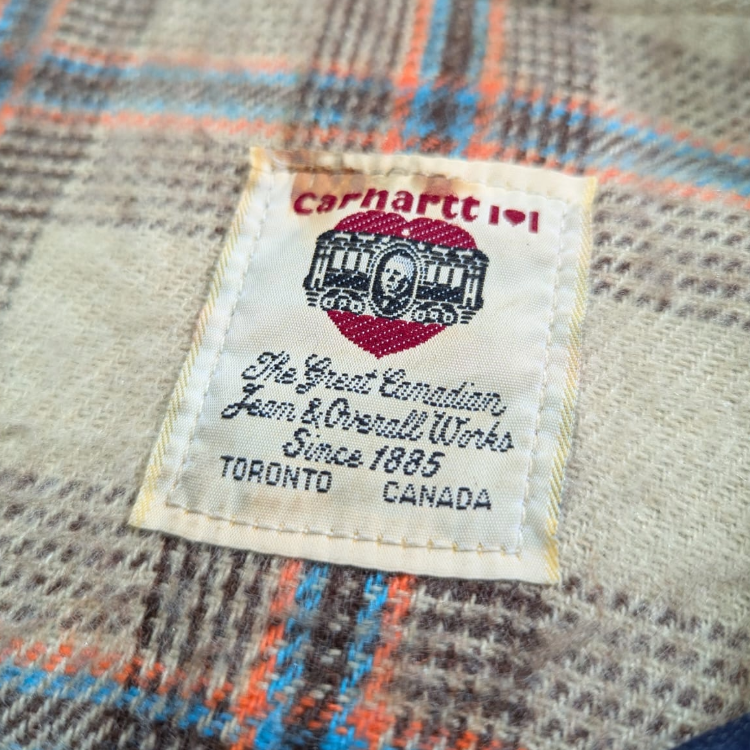 Carhartt
The Great Canadian
Jean & Overall Works
Since 1885
TORONTO CANADA